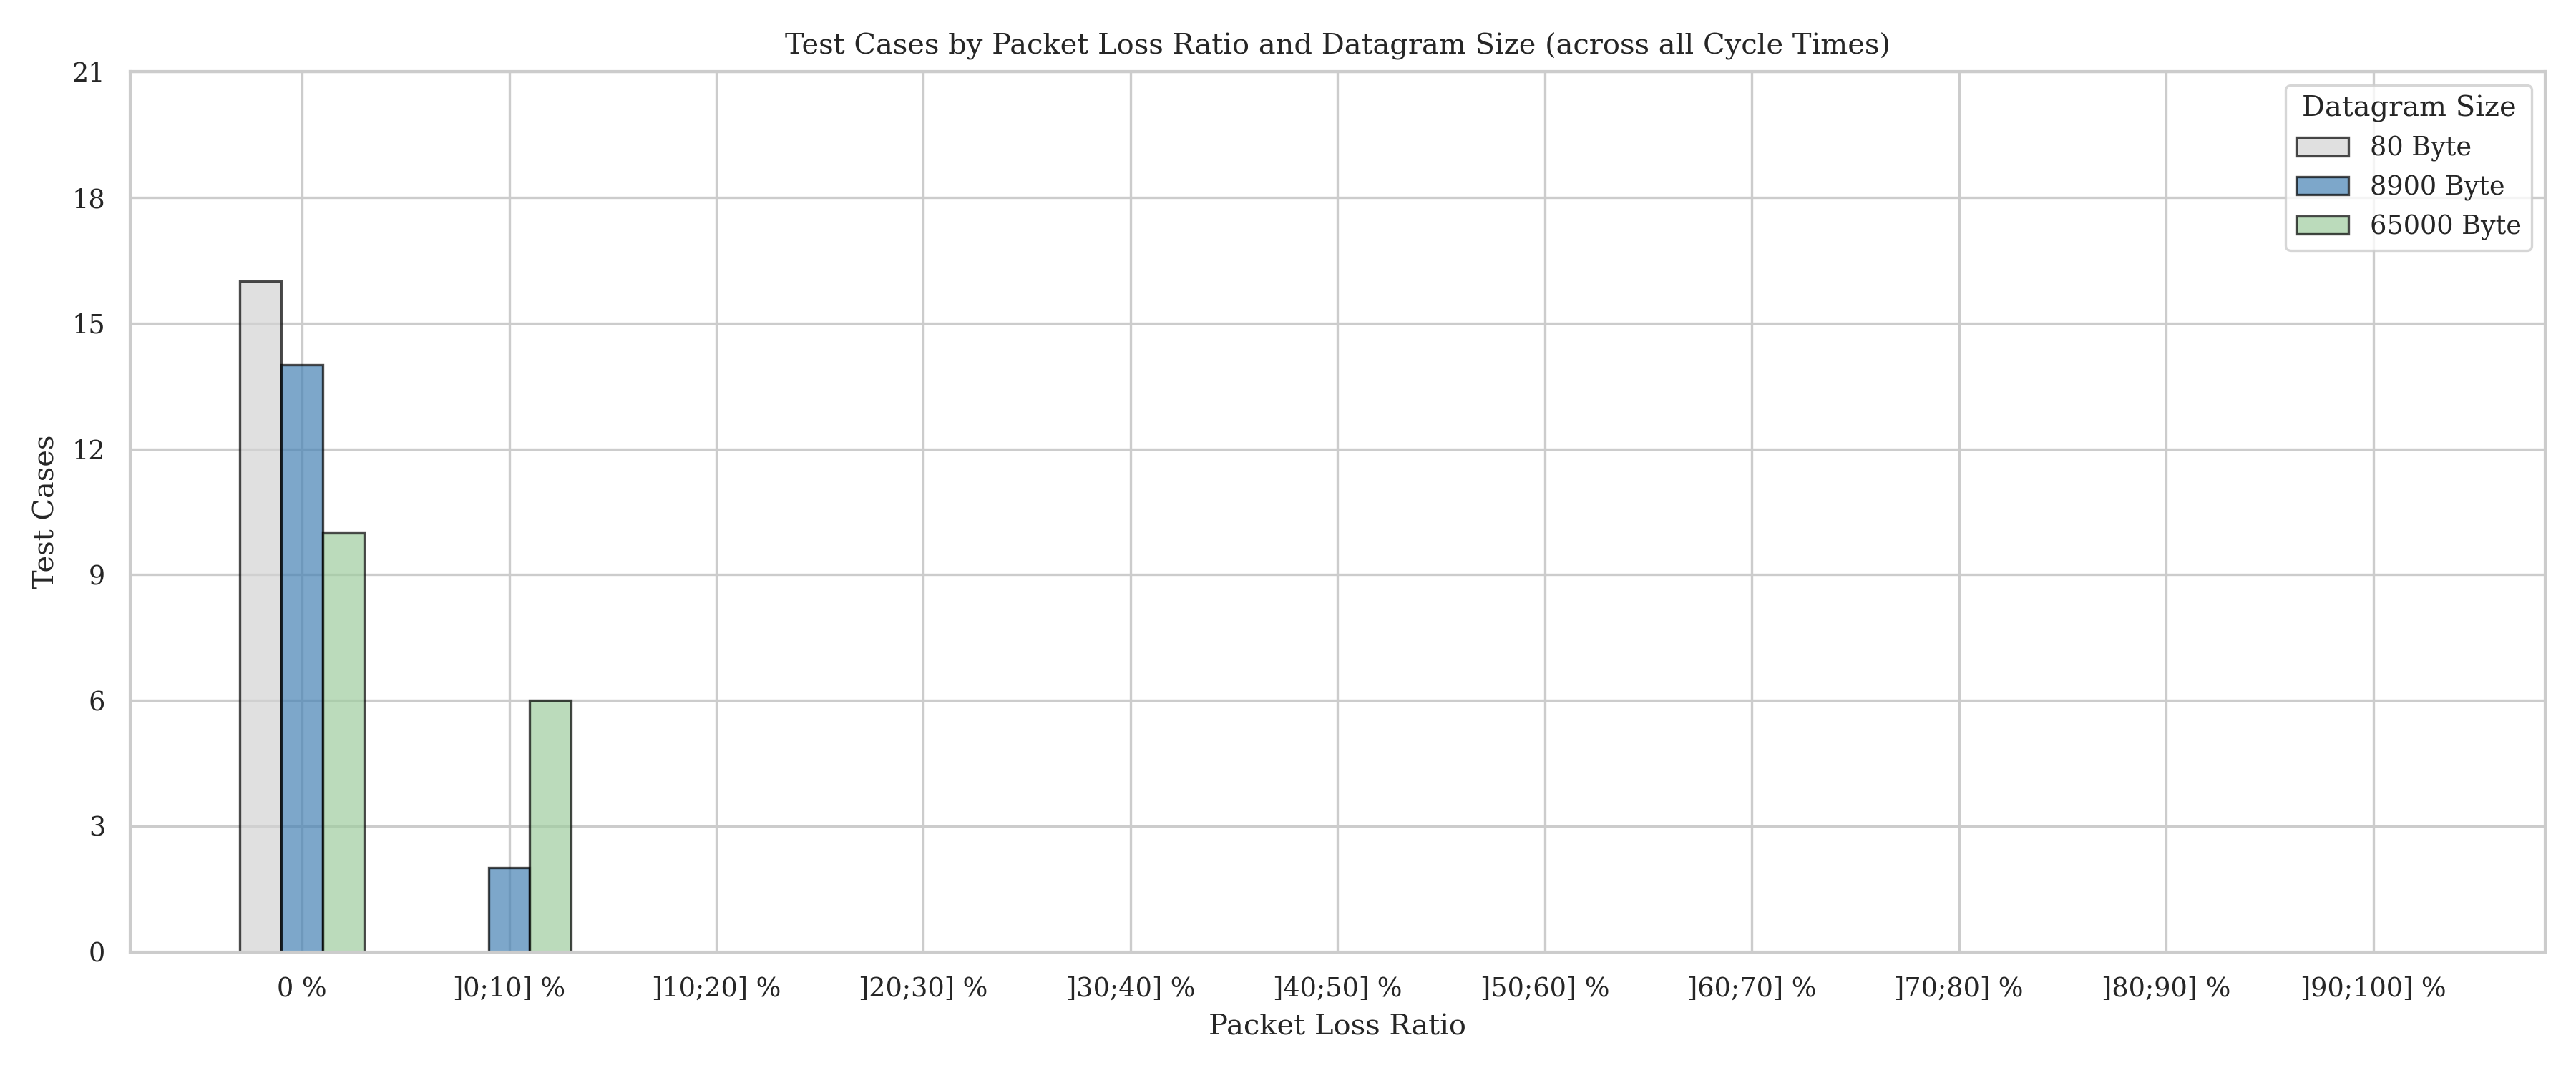 Test Cases by Packet Loss Ratio and Datagram Size (across all Cycle Times)
21
18
15
12
9
6
3
0
Test Cases
Datagram Size
80 Byte
8900 Byte
65000 Byte
0 % ]0;10] % ]10;20] % ]20;30] % ]30;40] % ]40;50] % ]50;60] % ]60;70] % ]70;80] % ]80;90] % ]90;100] %
Packet Loss Ratio